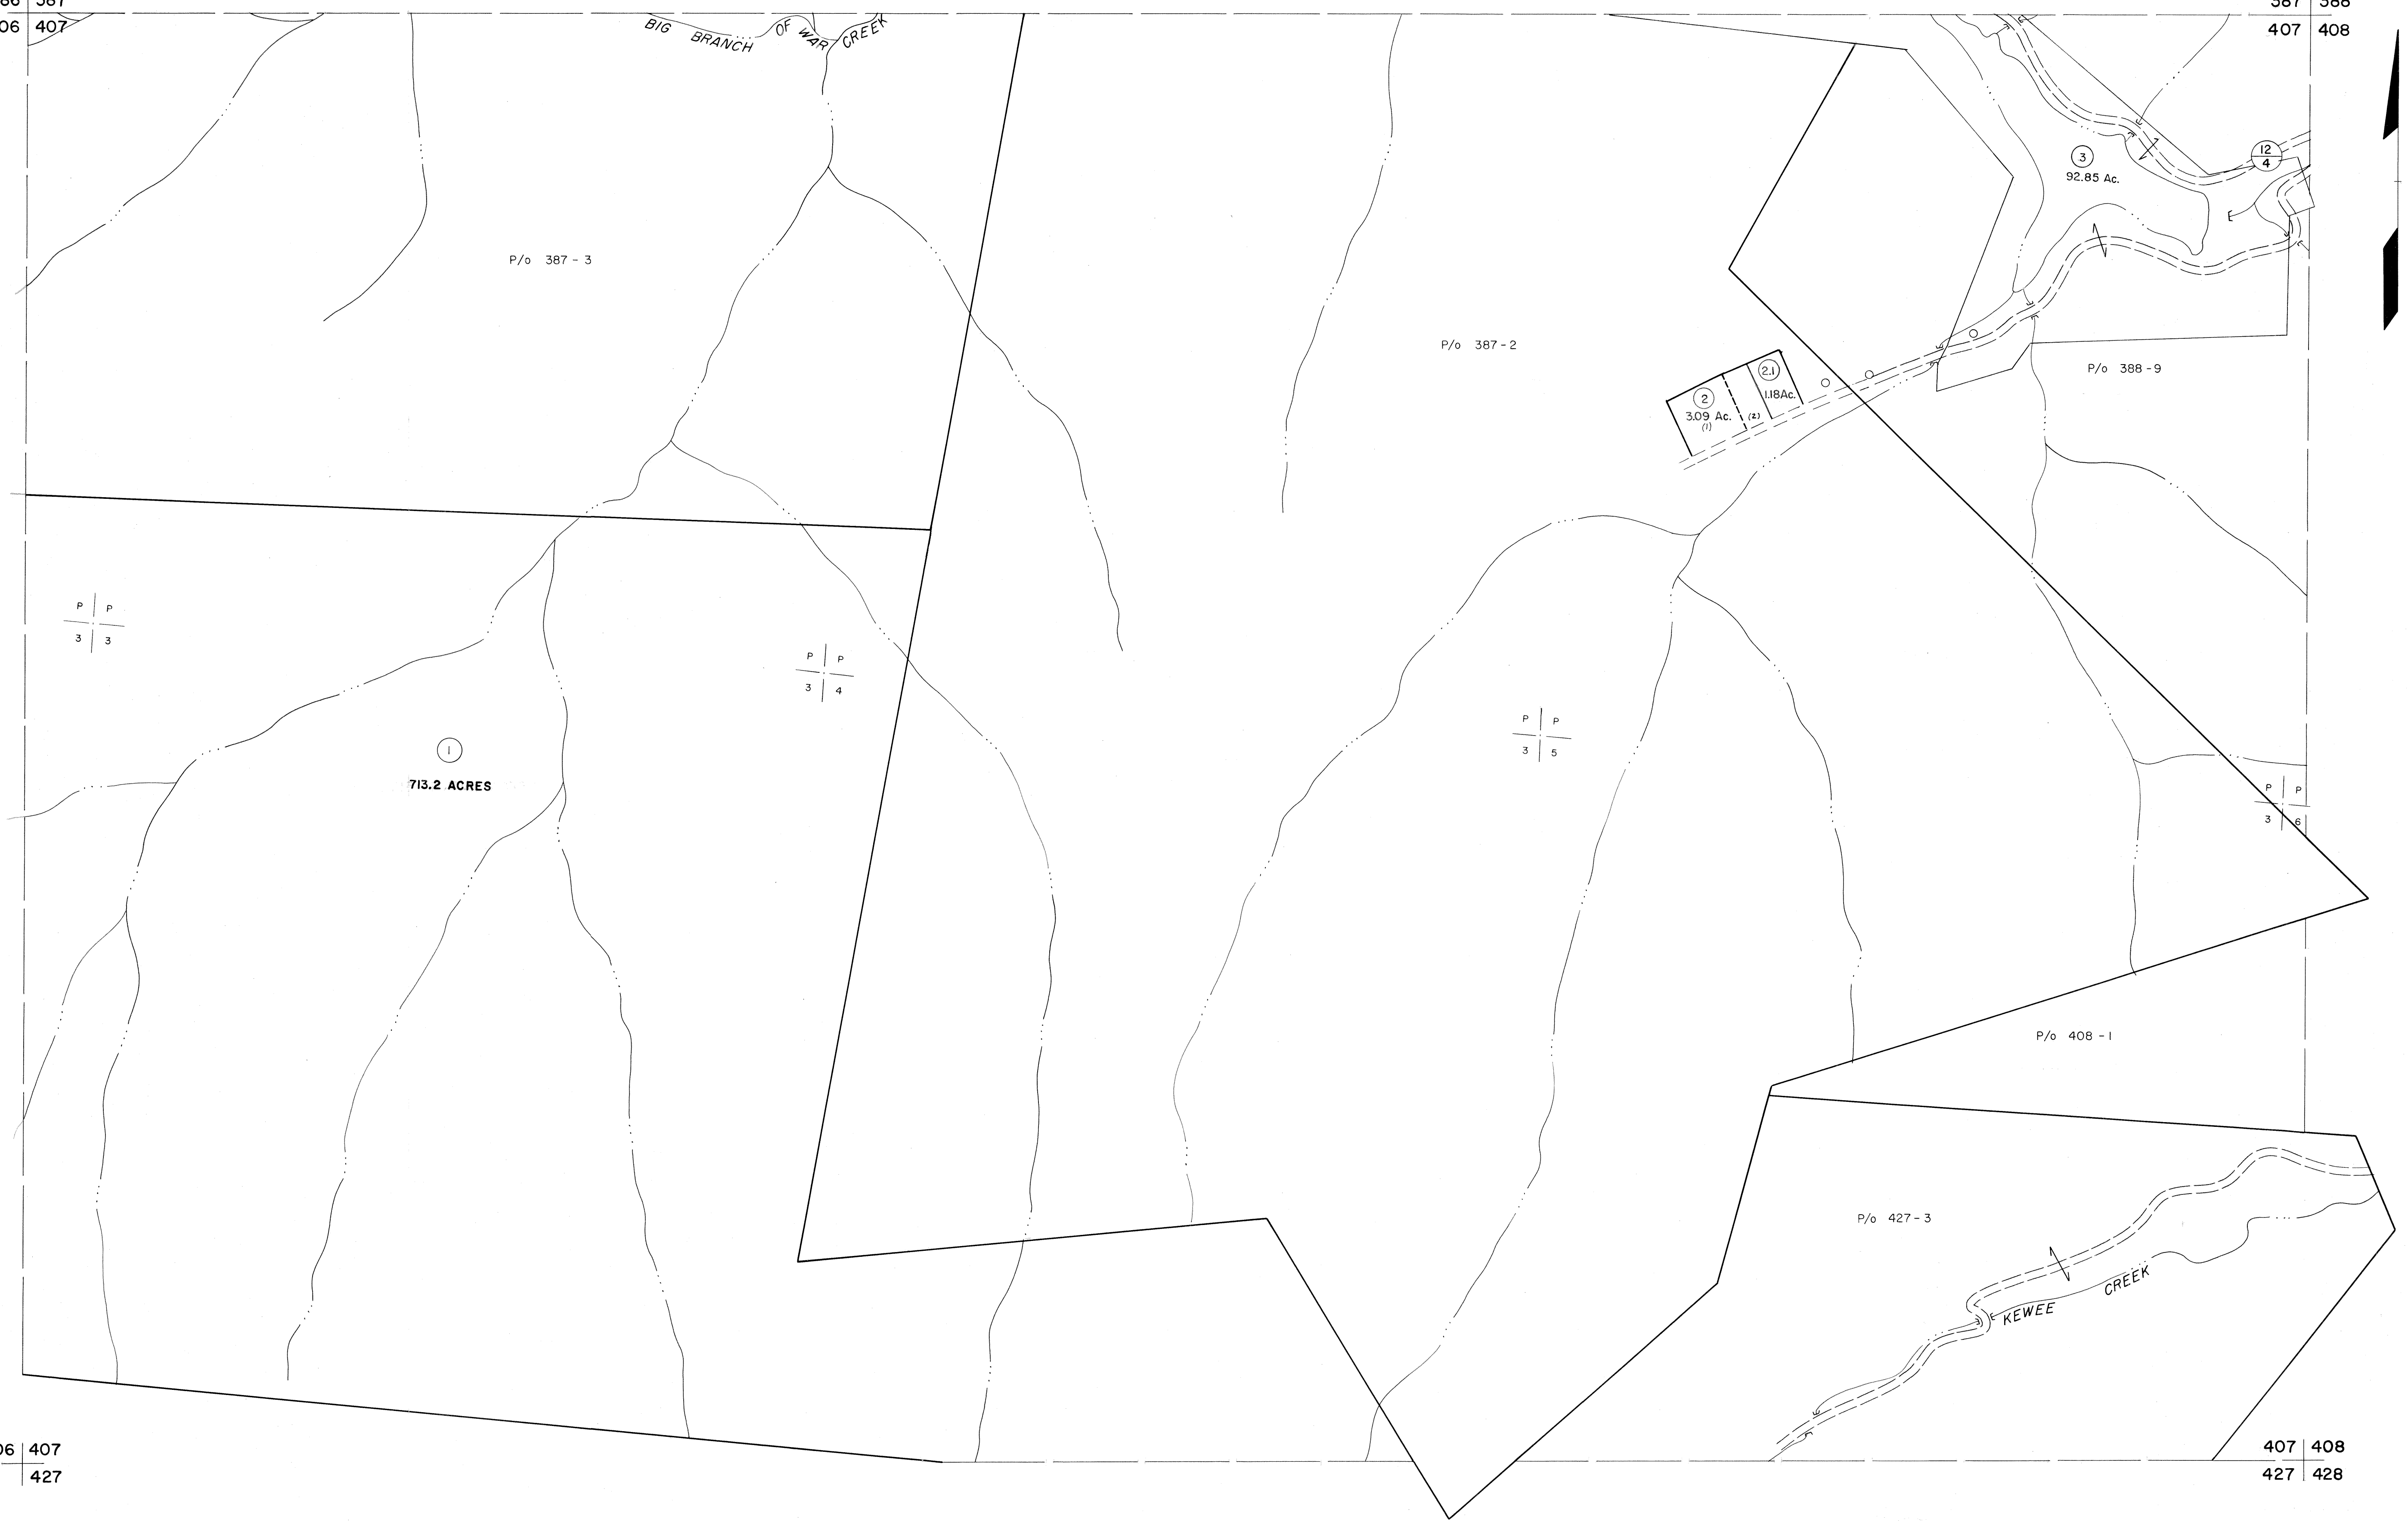 387
387 388
407
407 408
BIG BRANCH OF WAR CREEK
12
4
3
92.85 Ac.
P/o 387-3
P/o 387-2
P/o 388-9
2.1
1.18Ac.
2
3.09 Ac.
(2)
(1)
P P
3 3
P P
3 4
P P
3 5
1
713.2 ACRES
P P
3 6
P/o 408-1
P/o 427-3
KEWEE CREEK
407
427
407 408
427 428